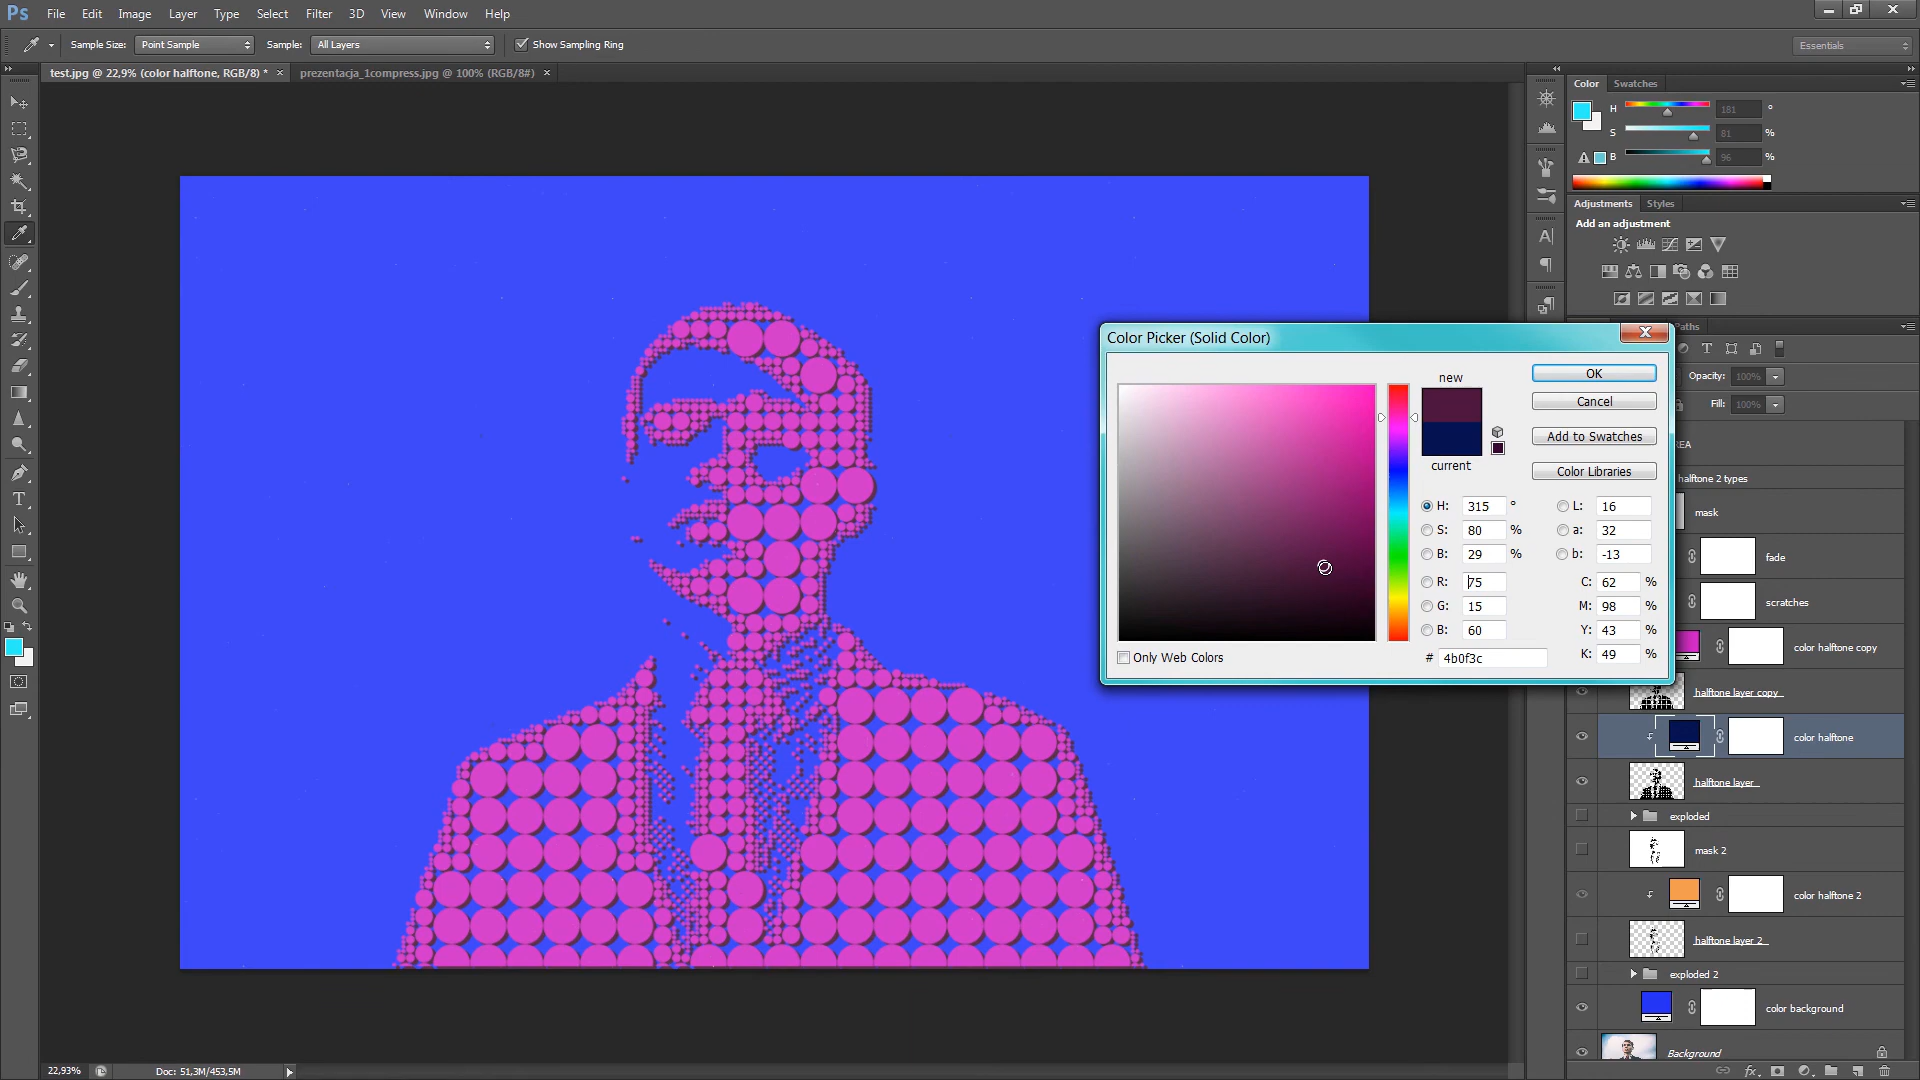 Ps File Edit Image Layer Type Select Filter 3D View Window Help
Sample Size: Point Sample Sample: All Layers Show Sampling Ring Essentials
test.jpg @ 22,9% (color halftone, RGB/8) * × prezentacja_1compress.jpg @ 100% (RGB/8#) ×
Color Swatches
H 181 °
S 81 %
B 96 %
Adjustments Styles
Add an adjustment
Paths
Opacity: 100%
Fill: 100%
halftone 2 types
mask
fade
scratches
color halftone copy
halftone layer copy
color halftone
halftone layer
exploded
mask 2
color halftone 2
halftone layer 2
exploded 2
color background
Background
Color Picker (Solid Color)
new
current
OK
Cancel
Add to Swatches
Color Libraries
H: 315 ° L: 16
S: 80 % a: 32
B: 29 % b: -13
R: 75 C: 62 %
G: 15 M: 98 %
B: 60 Y: 43 %
# 4b0f3c K: 49 %
Only Web Colors
22,93% Doc: 51,3M/453,5M